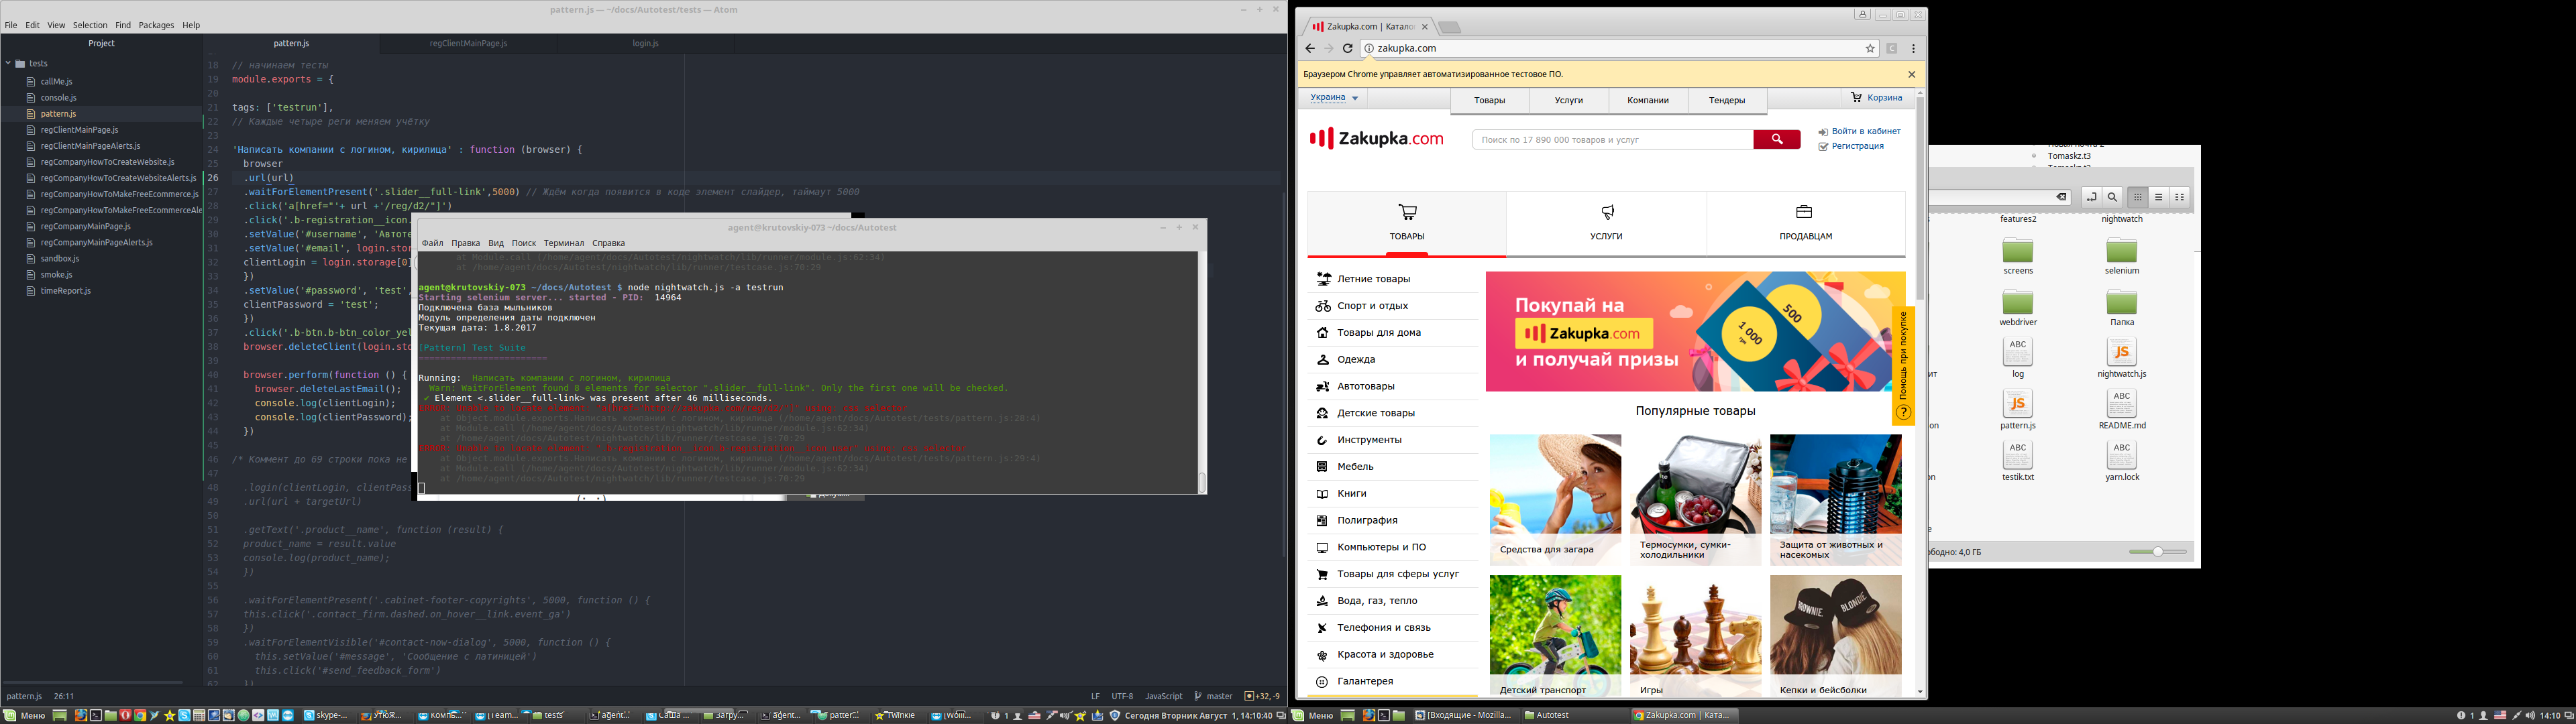 pattern.js — ~/docs/Autotest/tests — Atom
File Edit View Selection Find Packages Help
Project
pattern.js
regClientMainPage.js
login.js
tests
callMe.js
console.js
pattern.js
regClientMainPage.js
regClientMainPageAlerts.js
regCompanyHowToCreateWebsite.js
regCompanyHowToCreateWebsiteAlerts.js
regCompanyHowToMakeFreeEcommerce.js
regCompanyHowToMakeFreeEcommerceAle
regCompanyMainPage.js
regCompanyMainPageAlerts.js
sandbox.js
smoke.js
timeReport.js
18 // начинаем тесты
19 module.exports = {
20
21 tags: ['testrun'],
22 // Каждые четыре реги меняем учётку
23
24 'Написать компании с логином, кирилица' : function (browser) {
25 browser
26 .url(url)
27 .waitForElementPresent('.slider__full-link',5000) // Ждём когда появится в коде элемент слайдер, таймаут 5000
28 .click('a[href="'+ url +'/reg/d2/"]')
29 .click('.b-registration__icon.
30 .setValue('#username', 'Автоте
31 .setValue('#email', login.stor
32 clientLogin = login.storage[0]
33 })
34 .setValue('#password', 'test',
35 clientPassword = 'test';
36 })
37 .click('.b-btn.b-btn_color_yel
38 browser.deleteClient(login.sto
39
40 browser.perform(function () {
41 browser.deleteLastEmail();
42 console.log(clientLogin);
43 console.log(clientPassword);
44 })
45
46 /* Коммент до 69 строки пока не
47
48 .login(clientLogin, clientPass
49 .url(url + targetUrl)
50
51 .getText('.product__name', function (result) {
52 product_name = result.value
53 console.log(product_name);
54 })
55
56 .waitForElementPresent('.cabinet-footer-copyrights', 5000, function () {
57 this.click('.contact_firm.dashed.on_hover__link.event_ga')
58 })
59 .waitForElementVisible('#contact-now-dialog', 5000, function () {
60 this.setValue('#message', 'Сообщение с латиницей')
61 this.click('#send_feedback_form')
62 })
pattern.js 26:11
LF UTF-8 JavaScript master +32, -9
agent@krutovskiy-073 ~/docs/Autotest
Файл Правка Вид Поиск Терминал Справка
at Module.call (/home/agent/docs/Autotest/nightwatch/lib/runner/module.js:62:34)
at /home/agent/docs/Autotest/nightwatch/lib/runner/testcase.js:70:29
agent@krutovskiy-073 ~/docs/Autotest $ node nightwatch.js -a testrun
Starting selenium server... started - PID: 14964
Подключена база мыльников
Модуль определения даты подключен
Текущая дата: 1.8.2017
[Pattern] Test Suite
========================
Running: Написать компании с логином, кирилица
Warn: WaitForElement found 8 elements for selector ".slider__full-link". Only the first one will be checked.
✔ Element <.slider__full-link> was present after 46 milliseconds.
at Object.module.exports.Написать компании с логином, кирилица (/home/agent/docs/Autotest/tests/pattern.js:28:4)
at Module.call (/home/agent/docs/Autotest/nightwatch/lib/runner/module.js:62:34)
at /home/agent/docs/Autotest/nightwatch/lib/runner/testcase.js:70:29
at Object.module.exports.Написать компании с логином, кирилица (/home/agent/docs/Autotest/tests/pattern.js:29:4)
at Module.call (/home/agent/docs/Autotest/nightwatch/lib/runner/module.js:62:34)
at /home/agent/docs/Autotest/nightwatch/lib/runner/testcase.js:70:29
Zakupka.com | Катало
zakupka.com
Браузером Chrome управляет автоматизированное тестовое ПО.
Украина
Товары Услуги Компании Тендеры
Корзина
Zakupka.com
Поиск по 17 890 000 товаров и услуг
Войти в кабинет
Регистрация
ТОВАРЫ
УСЛУГИ
ПРОДАВЦАМ
Летние товары
Спорт и отдых
Товары для дома
Одежда
Автотовары
Детские товары
Инструменты
Мебель
Книги
Полиграфия
Компьютеры и ПО
Товары для сферы услуг
Вода, газ, тепло
Телефония и связь
Красота и здоровье
Галантерея
Покупай на
Zakupka.com
и получай призы
1 000
500
Помощь при покупке
?
Популярные товары
Средства для загара
Термосумки, сумки-холодильники
Защита от животных и насекомых
BROWNIE
BLONDIE
Детский транспорт
Игры
Кепки и бейсболки
Tomaskz.t3
features2
nightwatch
screens
selenium
webdriver
Папка
ABC
log
JS
nightwatch.js
JS
pattern.js
ABC
README.md
ABC
testik.txt
ABC
yarn.lock
ободно: 4,0 ГБ
Меню
skype-...
tests
Сегодня Вторник Август 1, 14:10:40
Меню
[Входящие - Mozilla...
Autotest
Zakupka.com | Ката...
1
14:10